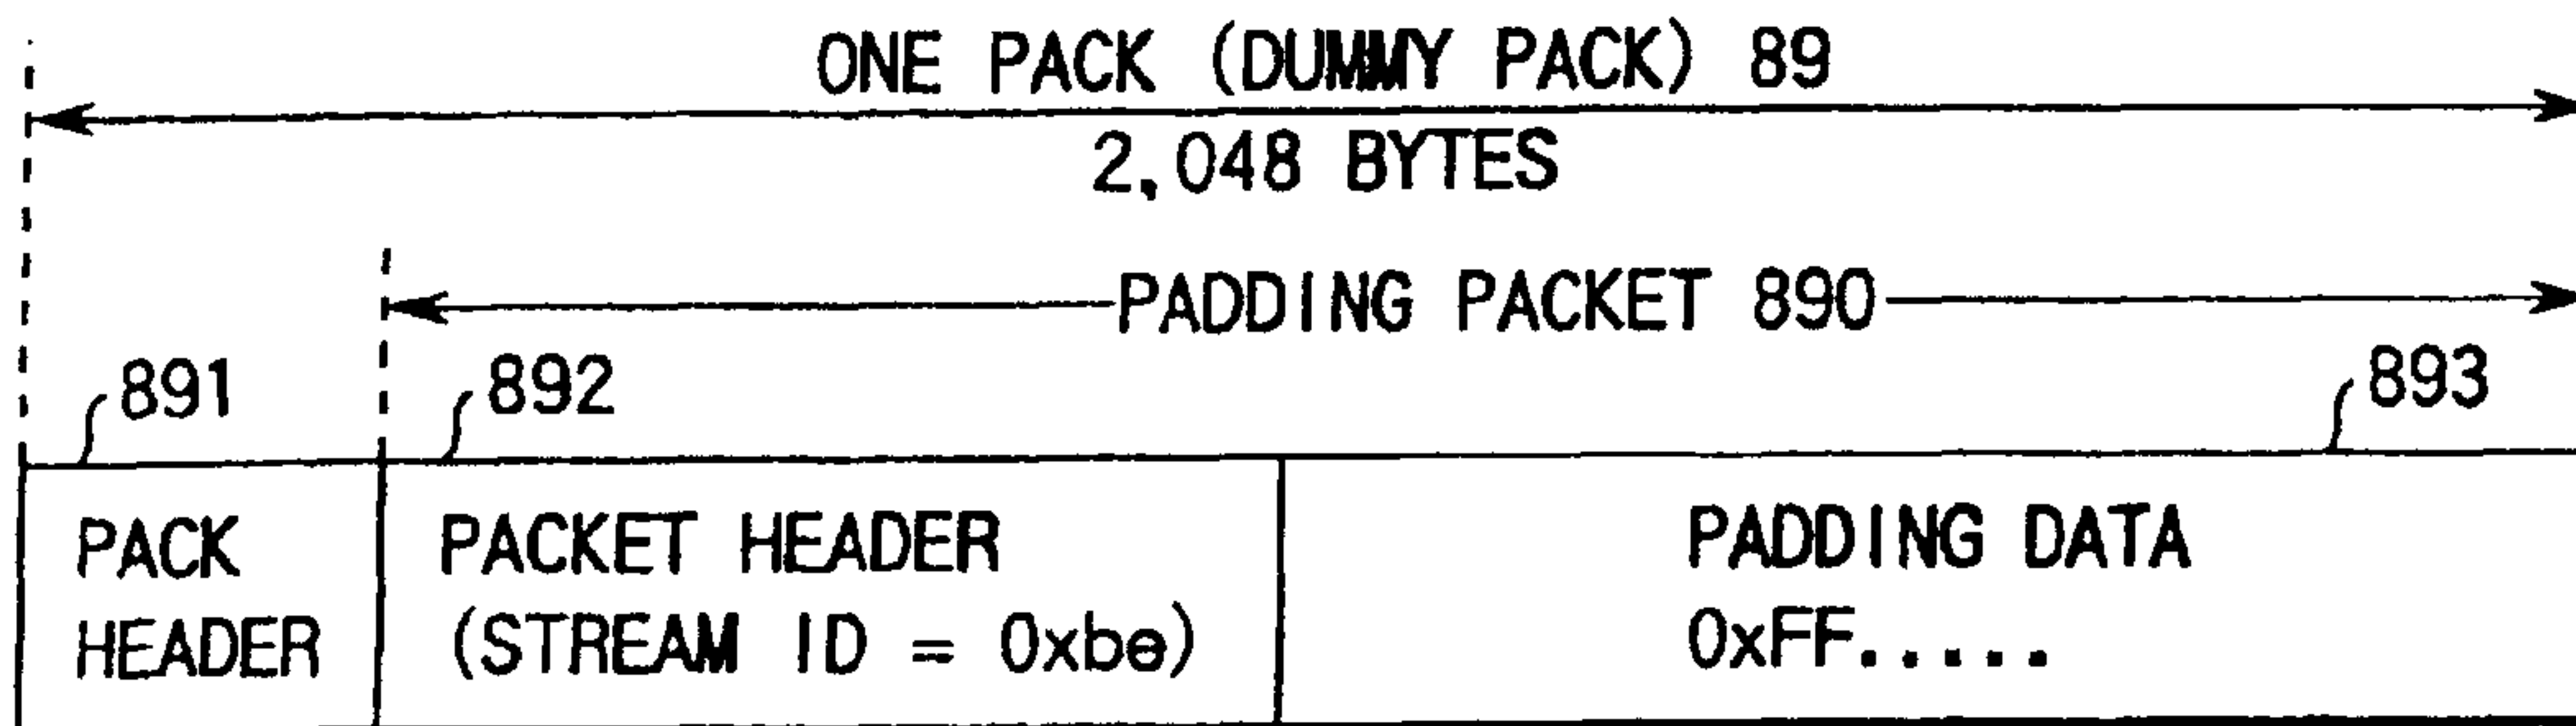 ONE PACK (DUMMY PACK) 89
2,048 BYTES
PADDING PACKET 890
891 892 893
PACK HEADER
PACKET HEADER
(STREAM ID = 0xbe)
PADDING DATA
0xFF.....